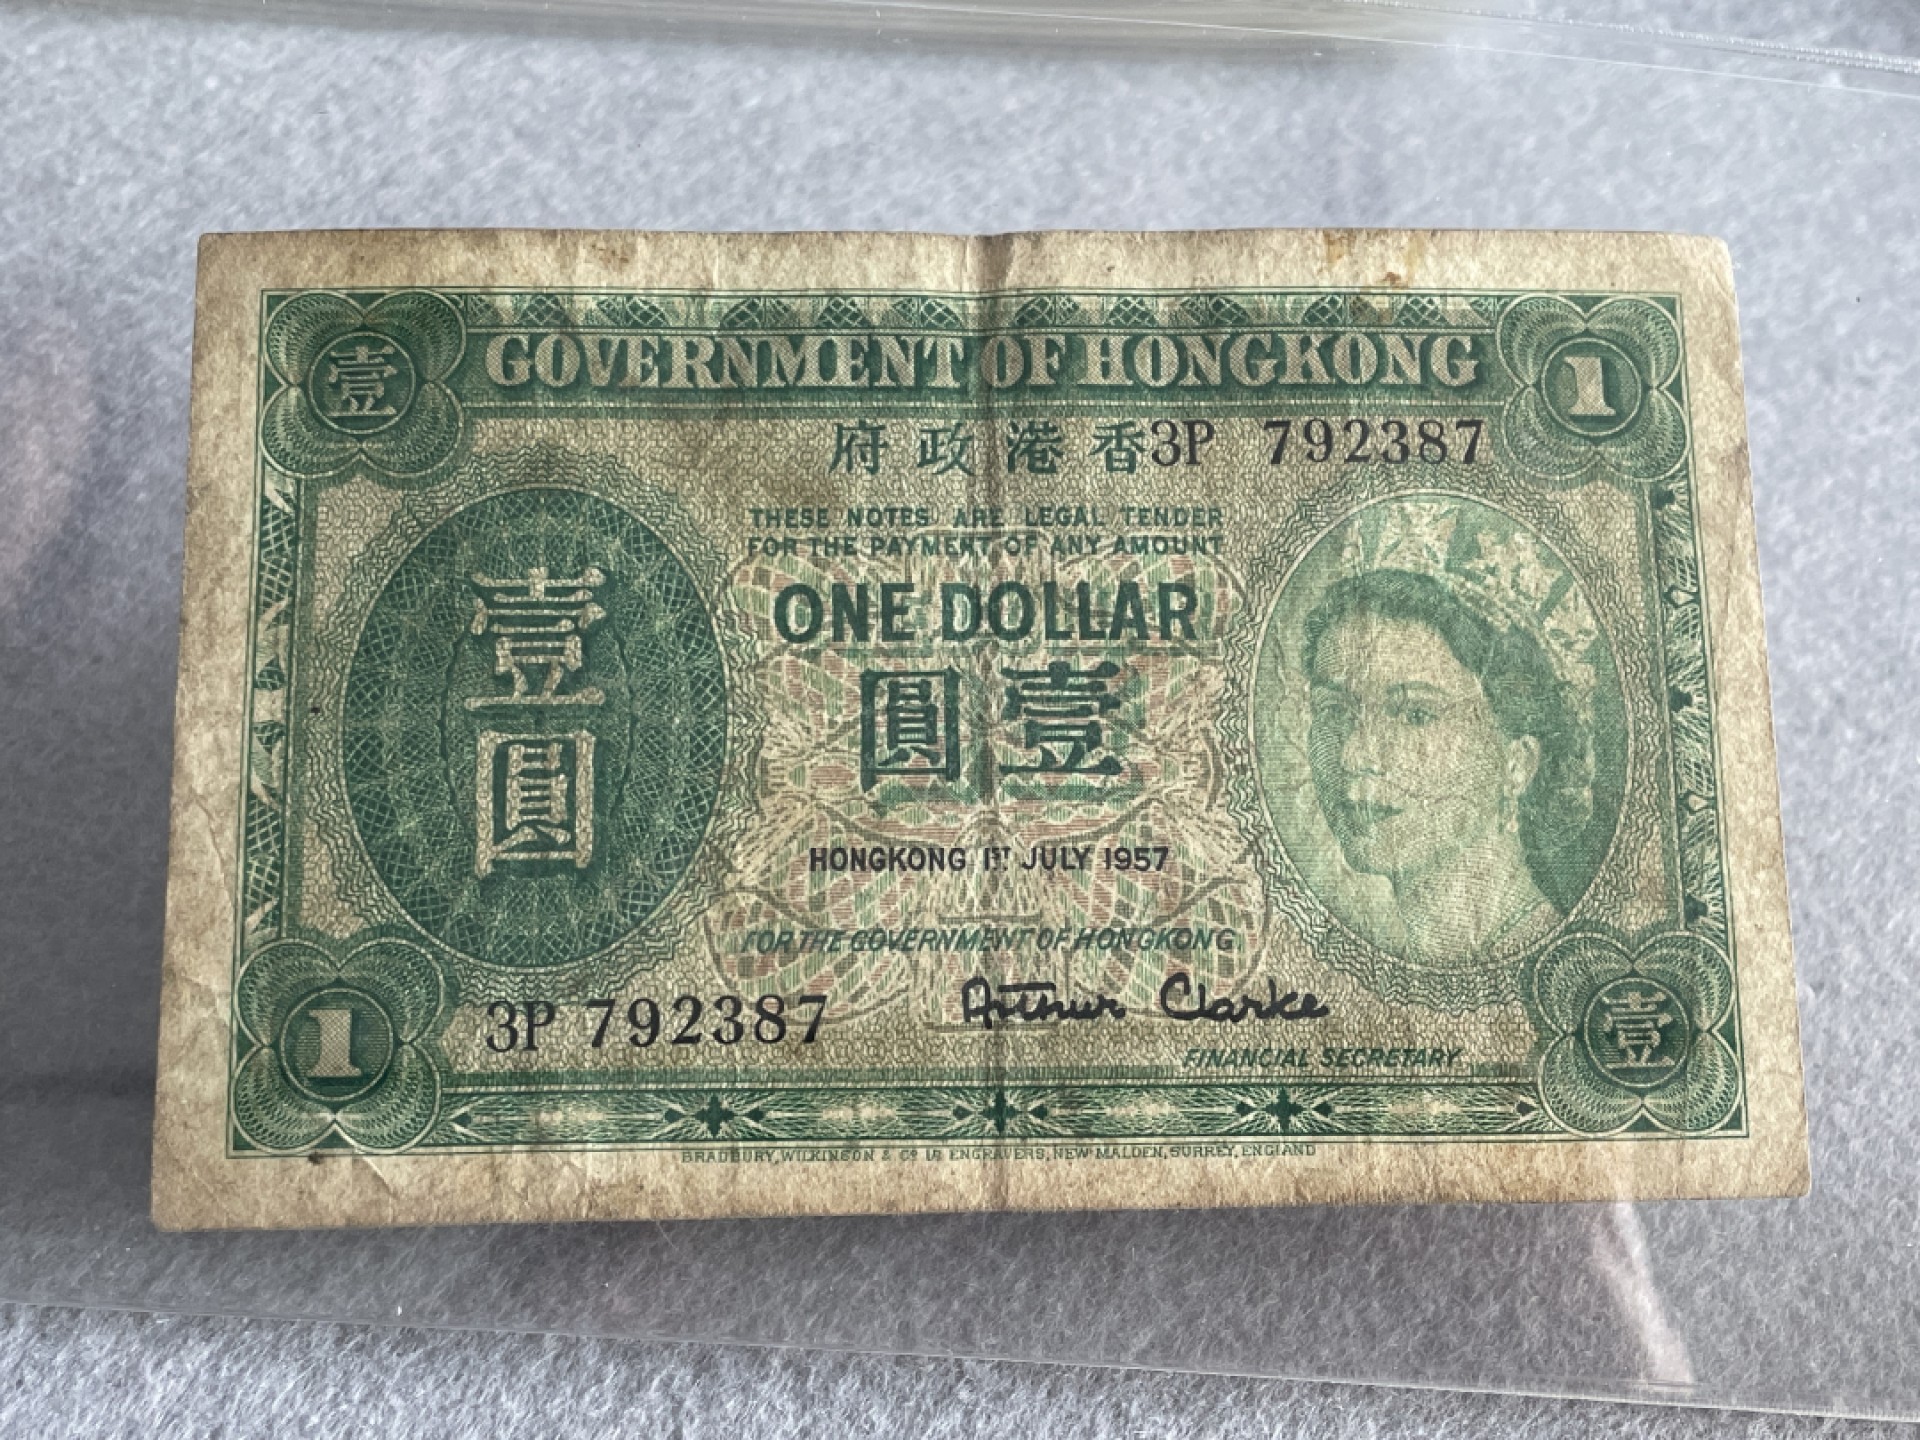 壹 GOVERNMENT OF HONGKONG 1
府政港香 3P 792387
THESE NOTES ARE LEGAL TENDER
FOR THE PAYMENT OF ANY AMOUNT
ONE DOLLAR
壹
圓
圓壹
HONGKONG 1ST JULY 1957
FOR THE GOVERNMENT OF HONGKONG
1 3P 792387 Arthur Clarke
FINANCIAL SECRETARY 壹
BRADBURY, WILKINSON & Co Ld ENGRAVERS, NEW MALDEN, SURREY, ENGLAND